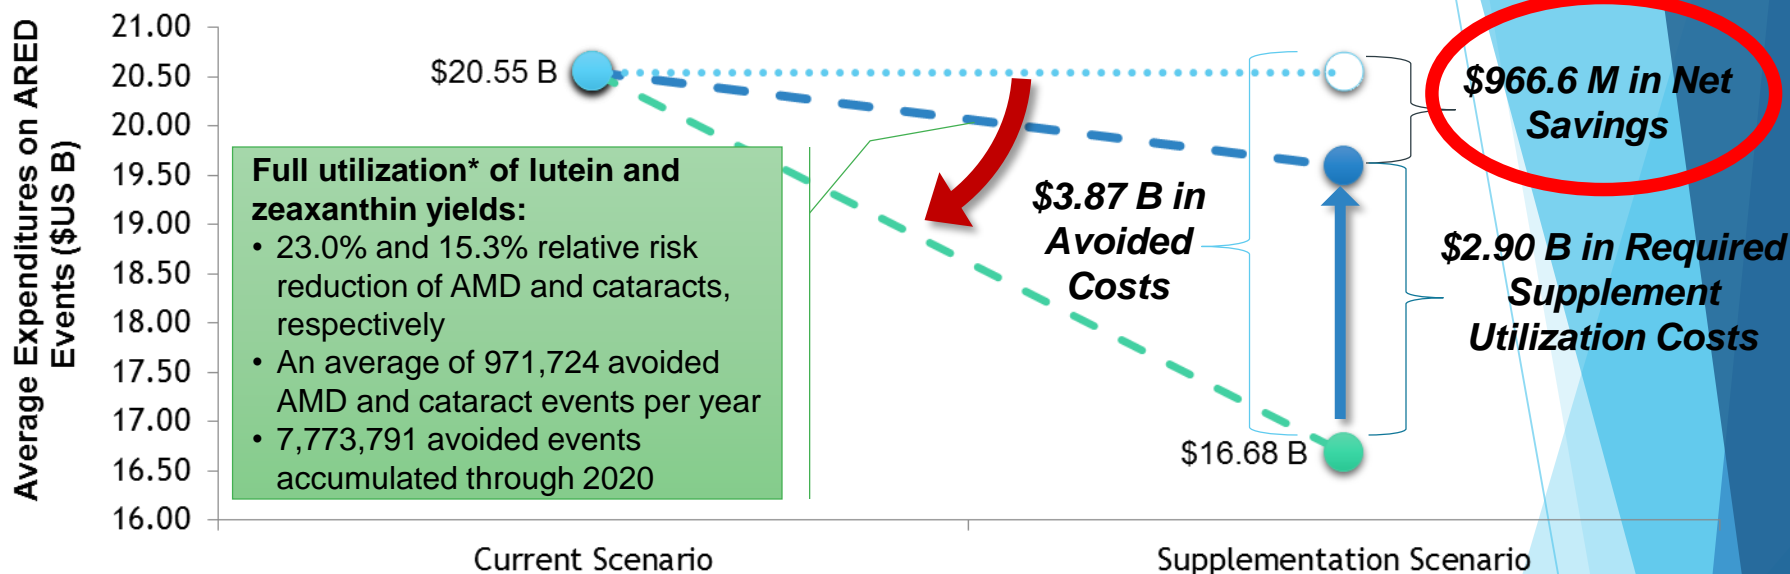 Average Expenditures on ARED
Events ($US B)
21.00
20.50
20.00
19.50
19.00
18.50
18.00
17.50
17.00
16.50
16.00
$20.55 B
Full utilization* of lutein and
zeaxanthin yields:
• 23.0% and 15.3% relative risk
reduction of AMD and cataracts,
respectively
• An average of 971,724 avoided
AMD and cataract events per year
• 7,773,791 avoided events
accumulated through 2020
$3.87 B in
Avoided
Costs
$16.68 B
$966.6 M in Net
Savings
$2.90 B in Required
Supplement
Utilization Costs
Current Scenario
Supplementation Scenario